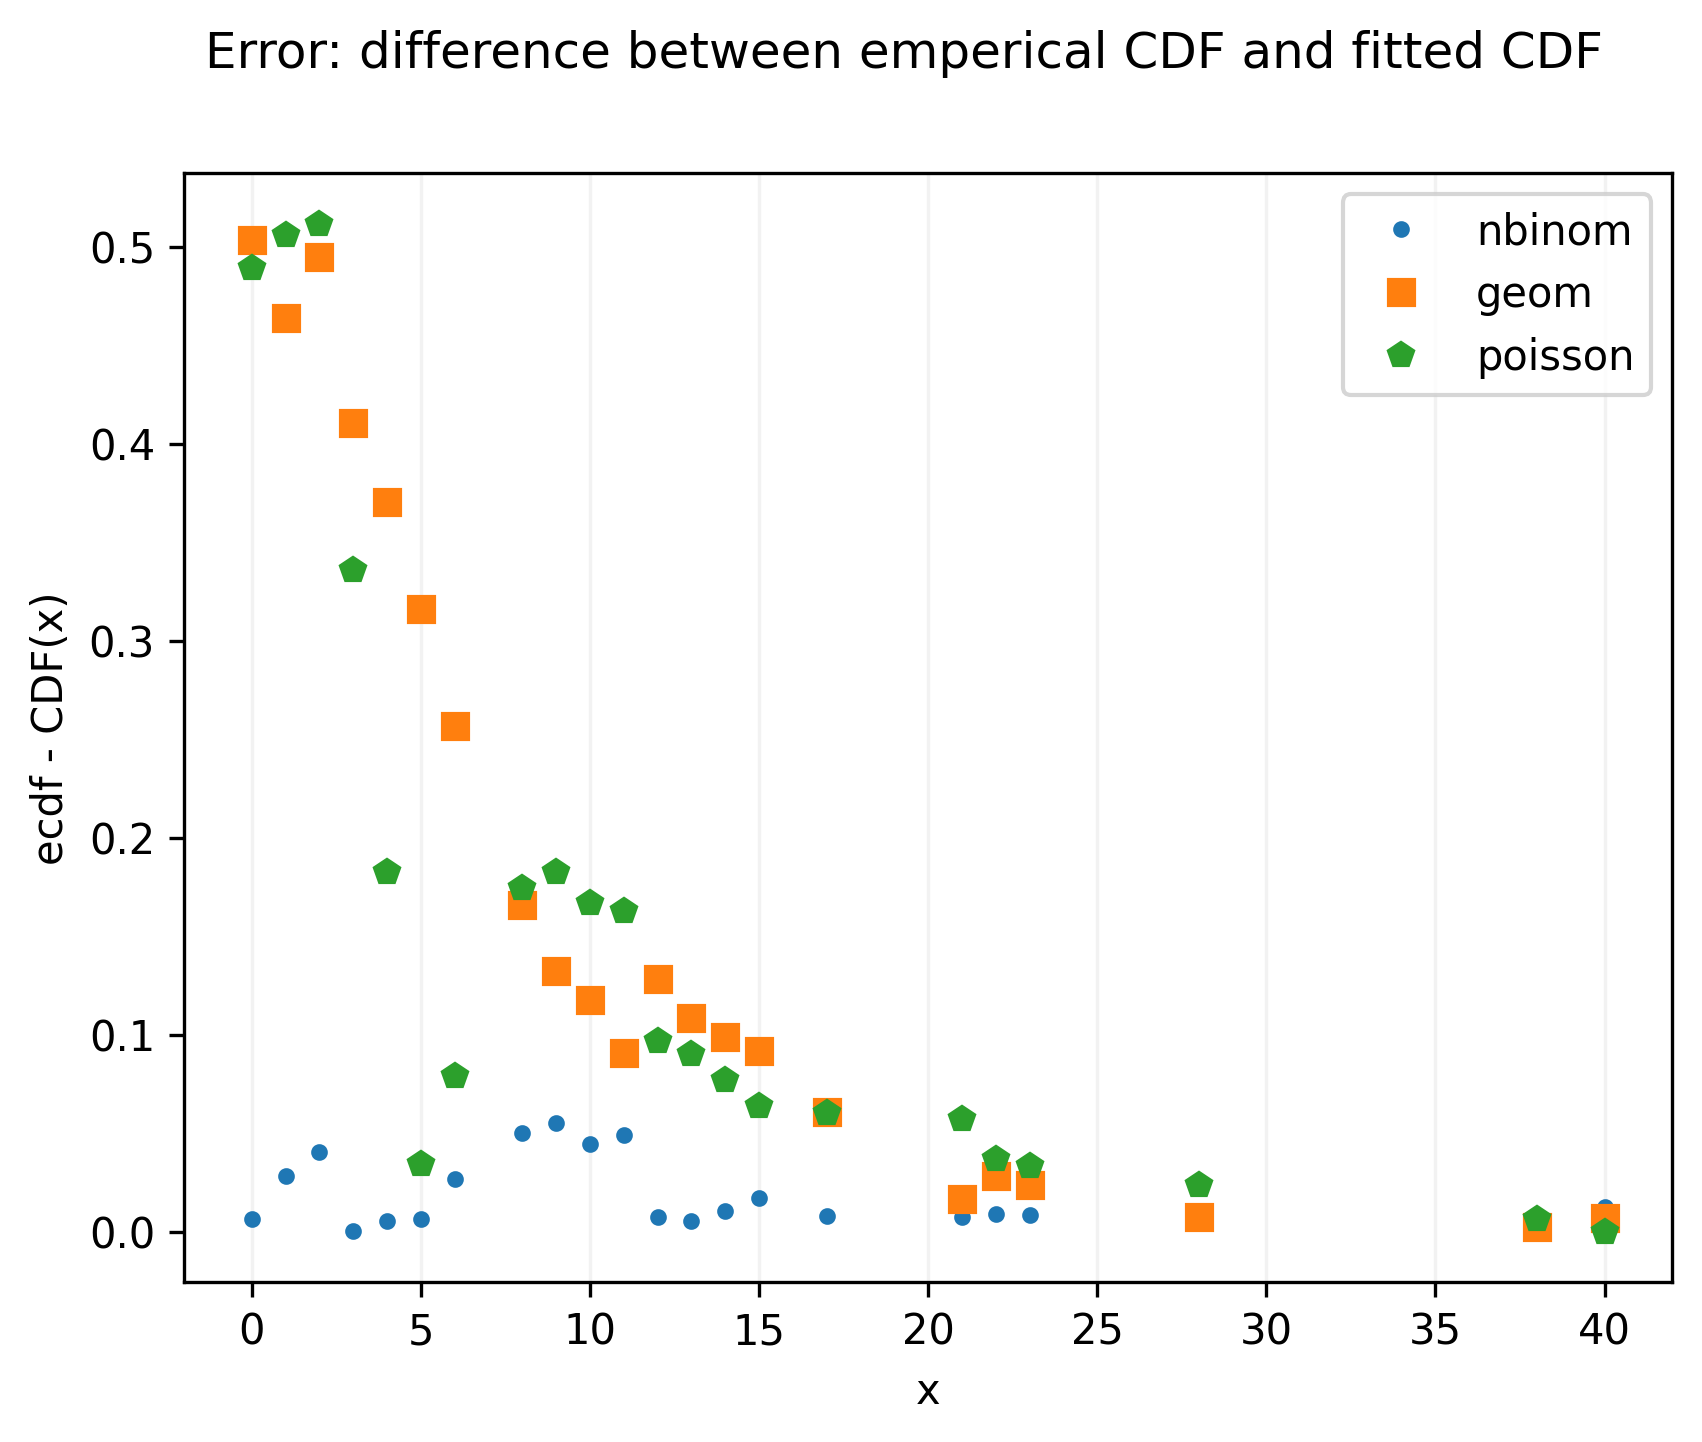 Error: difference between emperical CDF and fitted CDF
nbinom
geom
poisson
ecdf - CDF(x)
0.5
0.4
0.3
0.2
0.1
0.0
0 5 10 15 20 25 30 35 40
x